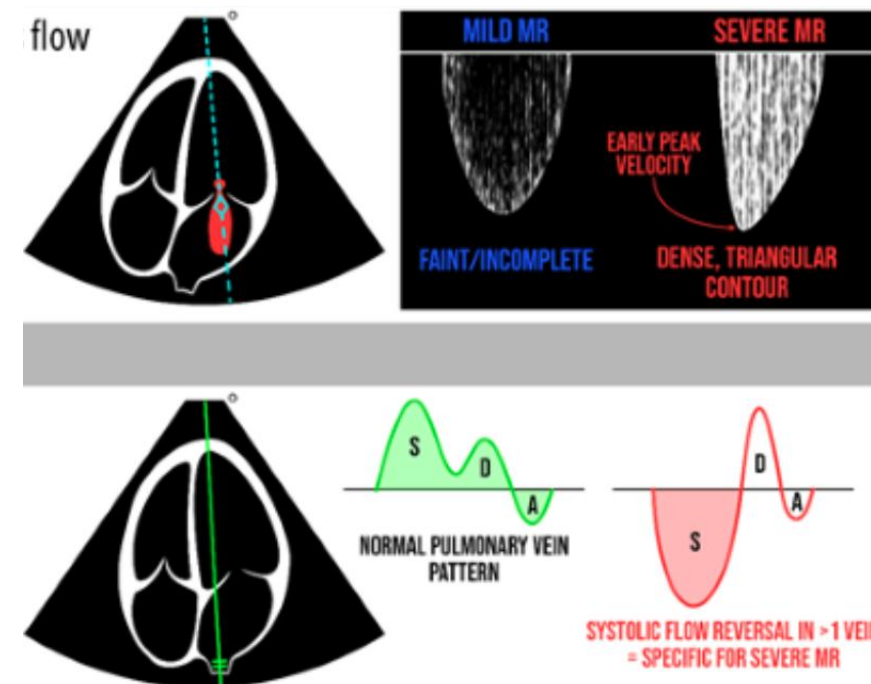 flow
MILD MR
SEVERE MR
EARLY PEAK
VELOCITY
FAINT/INCOMPLETE
DENSE, TRIANGULAR
CONTOUR
S
D
A
NORMAL PULMONARY VEIN
PATTERN
S
D
A
SYSTOLIC FLOW REVERSAL IN >1 VEI
= SPECIFIC FOR SEVERE MR